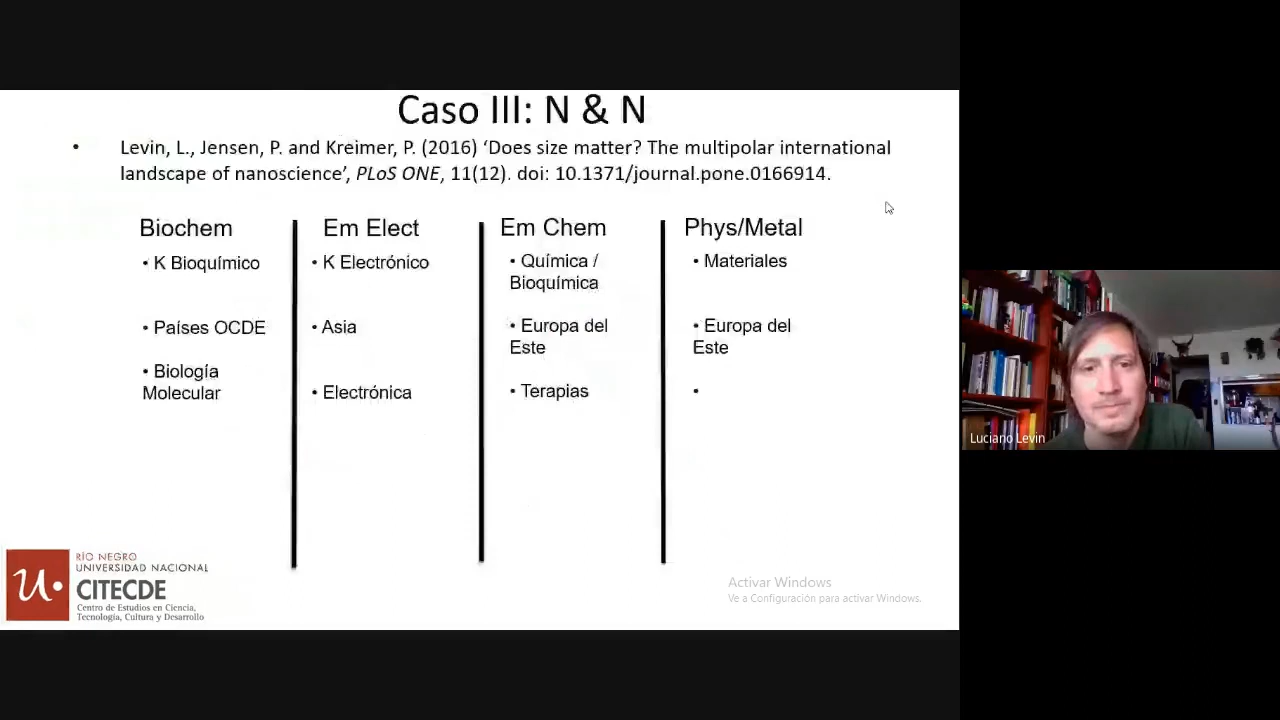 Caso III: N & N
• Levin, L., Jensen, P. and Kreimer, P. (2016) ‘Does size matter? The multipolar international
landscape of nanoscience’, PLoS ONE, 11(12). doi: 10.1371/journal.pone.0166914.
Biochem
• K Bioquímico
• Países OCDE
• Biología
Molecular
Em Elect
• K Electrónico
• Asia
• Electrónica
Em Chem
• Química /
Bioquímica
• Europa del
Este
• Terapias
Phys/Metal
• Materiales
• Europa del
Este
•
RÍO NEGRO
UNIVERSIDAD NACIONAL
CITECDE
Centro de Estudios en Ciencia,
Tecnología, Cultura y Desarrollo
Activar Windows
Ve a Configuración para activar Windows.
Luciano Levin